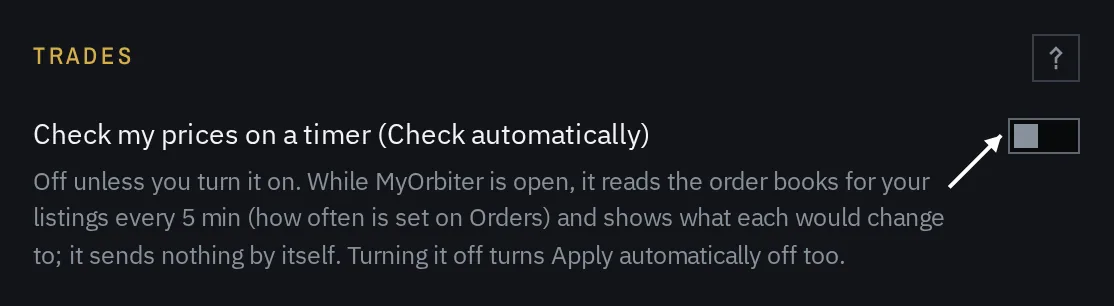 TRADES
?
Check my prices on a timer (Check automatically)
Off unless you turn it on. While MyOrbiter is open, it reads the order books for your
listings every 5 min (how often is set on Orders) and shows what each would change
to; it sends nothing by itself. Turning it off turns Apply automatically off too.